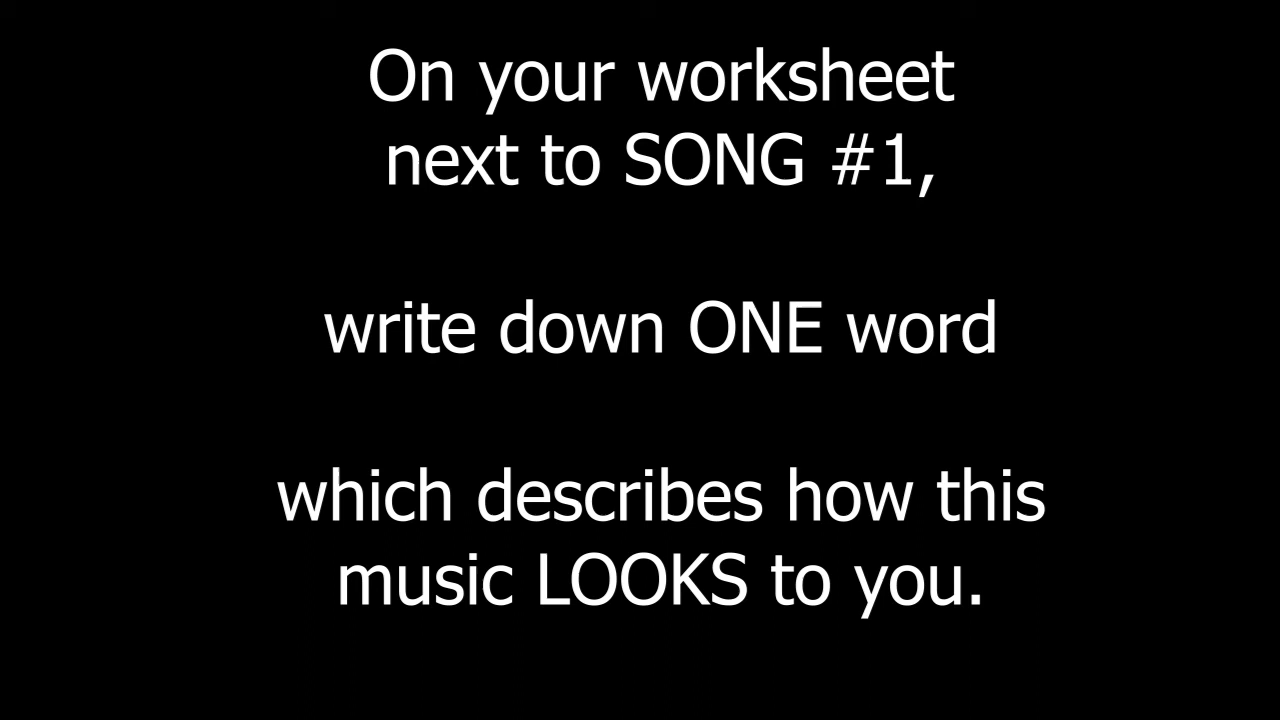 On your worksheet
next to SONG #1,
write down ONE word
which describes how this
music LOOKS to you.